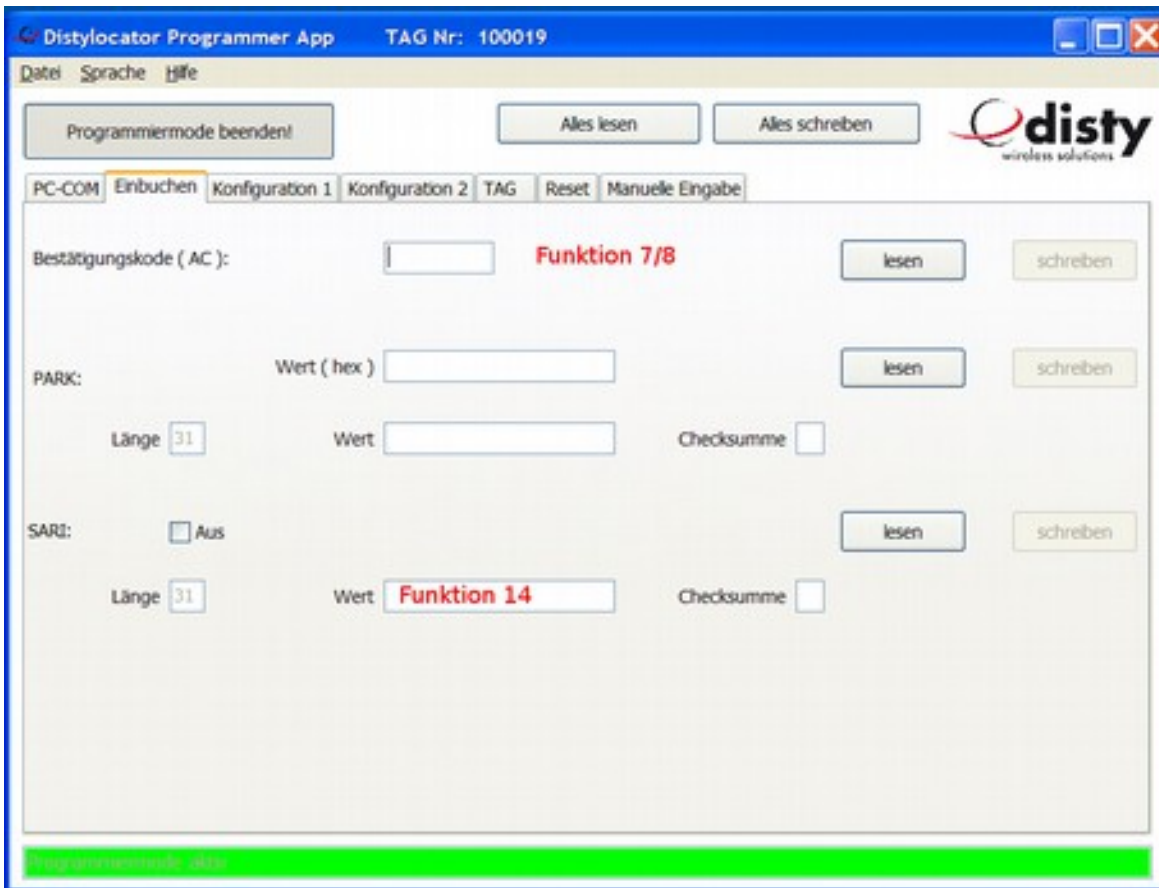 Distylocator Programmer App TAG Nr: 100019
Datei Sprache Hilfe
Programmiermode beenden! Alles lesen Alles schreiben
disty
wireless solutions
PC-COM Einbuchen Konfiguration 1 Konfiguration 2 TAG Reset Manuelle Eingabe
Bestätigungskode ( AC ): Funktion 7/8 lesen schreiben
PARK: Wert ( hex ) lesen schreiben
Länge 31 Wert Checksumme
SARI: Aus lesen schreiben
Länge 31 Wert Funktion 14 Checksumme
Programmiermode aktiv